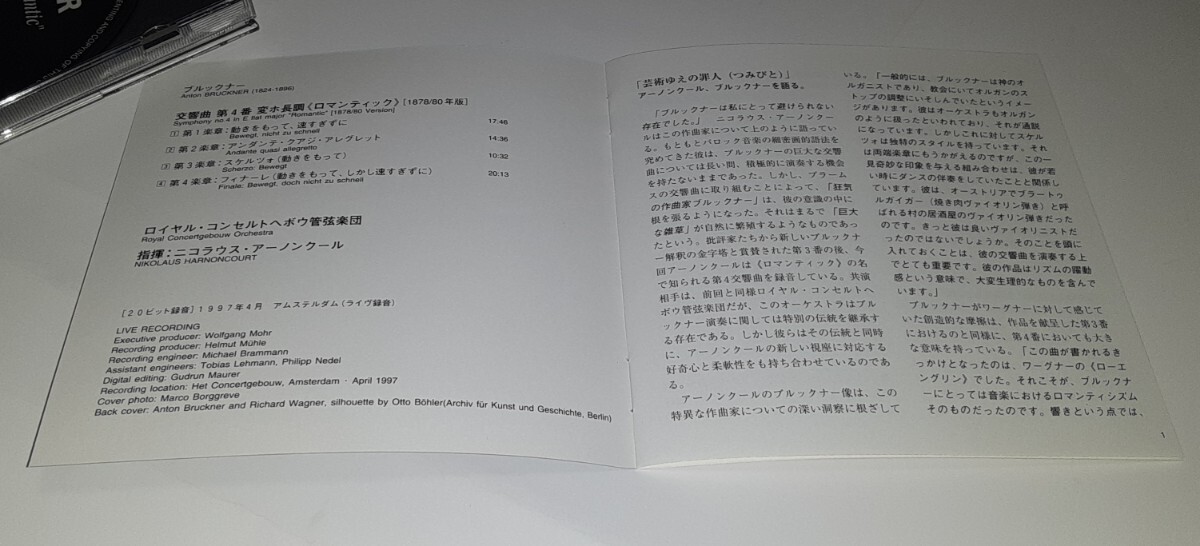 R
antic"
ENTING AND COPYING OF THIS
ブルックナー
Anton BRUCKNER (1824-1896)
交響曲 第4番 変ホ長調《ロマンティック》[1878/80年版]
Symphony no.4 in E flat major "Romantic" [1878/80 Version]
① 第1楽章:動きをもって、速すぎずに 17:46
Bewegt, nicht zu schnell
② 第2楽章:アンダンテ・クアジ・アレグレット 14:36
Andante quasi allegretto
③ 第3楽章:スケルツォ(動きをもって) 10:32
Scherzo: Bewegt
④ 第4楽章:フィナーレ(動きをもって、しかし速すぎずに) 20:13
Finale: Bewegt, doch nicht zu schnell
ロイヤル・コンセルトヘボウ管弦楽団
Royal Concertgebouw Orchestra
指揮:ニコラウス・アーノンクール
NIKOLAUS HARNONCOURT
[20ビット録音] 1997年4月 アムステルダム(ライヴ録音)
LIVE RECORDING
Executive producer: Wolfgang Mohr
Recording producer: Helmut Mühle
Recording engineer: Michael Brammann
Assistant engineers: Tobias Lehmann, Philipp Nedel
Digital editing: Gudrun Maurer
Recording location: Het Concertgebouw, Amsterdam · April 1997
Cover photo: Marco Borggreve
Back cover: Anton Bruckner and Richard Wagner, silhouette by Otto Böhler(Archiv für Kunst und Geschichte, Berlin)
「芸術ゆえの罪人(つみびと)」
アーノンクール、ブルックナーを語る。
「ブルックナーは私にとって避けられない
存在でした。」 ニコラウス・アーノンクー
ルはこの作曲家について上のように語ってい
る。もともとバロック音楽の細密画的語法を
究めてきた彼は、ブルックナーの巨大な交響
曲については長い間、積極的に演奏する機会
を持たないままであった。しかし、ブラーム
スの交響曲に取り組むことによって、「狂気
の作曲家ブルックナー」は、彼の意識の中に
根を張るようになった。それはまるで「巨大
な雑草」が自然に繁殖するようなものであっ
たという。批評家たちから新しいブルックナ
ー解釈の金字塔と賞賛された第3番の後、今
回アーノンクールは《ロマンティック》の名
で知られる第4交響曲を録音している。共演
相手は、前回と同様ロイヤル・コンセルトヘ
ボウ管弦楽団だが、このオーケストラはブル
ックナー演奏に関しては特別の伝統を継承す
る存在である。しかし彼らはその伝統と同時
に、アーノンクールの新しい視座に対応する
好奇心と柔軟性をも持ち合わせているのであ
る。
アーノンクールのブルックナー像は、この
特異な作曲家についての深い洞察に根ざして
いる。「一般的には、ブルックナーは神のオ
ルガニストであり、教会にいてオルガンのス
トップの調整にいそしんでいたというイメー
ジがあります。彼はオーケストラもオルガン
のように扱ったといわれており、それが通説
になっています。しかしこれに対してスケル
ツォは独特のスタイルを持っています。それ
は両端楽章にもうかがえるのですが、この一
見奇妙な印象を与える組み合わせは、彼が若
い時にダンスの伴奏をしていたことと関係し
ています。彼は、オーストリアでブラートゥ
ルガイガー(焼き肉ヴァイオリン弾き)と呼
ばれる村の居酒屋のヴァイオリン弾きだった
のです。きっと彼は良いヴァイオリニストだ
ったのではないでしょうか。そのことを頭に
入れておくことは、彼の交響曲を演奏する上
でとても重要です。彼の作品はリズムの躍動
感という意味で、大変生理的なものを含んで
います。」
ブルックナーがワーグナーに対して感じて
いた創造的な摩擦は、作品を献呈した第3番
におけるのと同様に、第4番においても大き
な意味を持っている。「この曲が書かれるき
っかけとなったのは、ワーグナーの《ローエ
ングリン》でした。それこそが、ブルックナ
ーにとっては音楽におけるロマンティシズム
そのものだったのです。響きという点では、
1